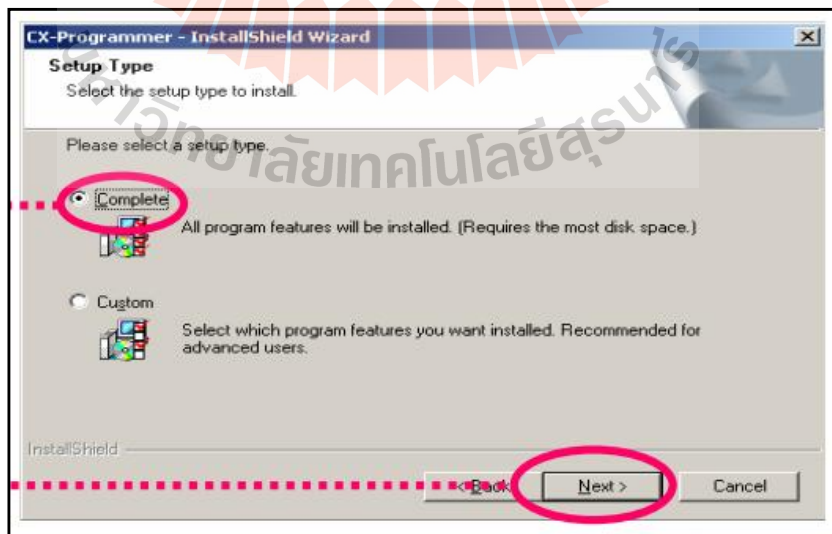 CX-Programmer - InstallShield Wizard
Setup Type
Select the setup type to install.
มหาวิทยาลัยเทคโนโลยีสุรนารี
Please select a setup type.
Complete
All program features will be installed. (Requires the most disk space.)
Custom
Select which program features you want installed. Recommended for
advanced users.
InstallShield
< Back
Next >
Cancel